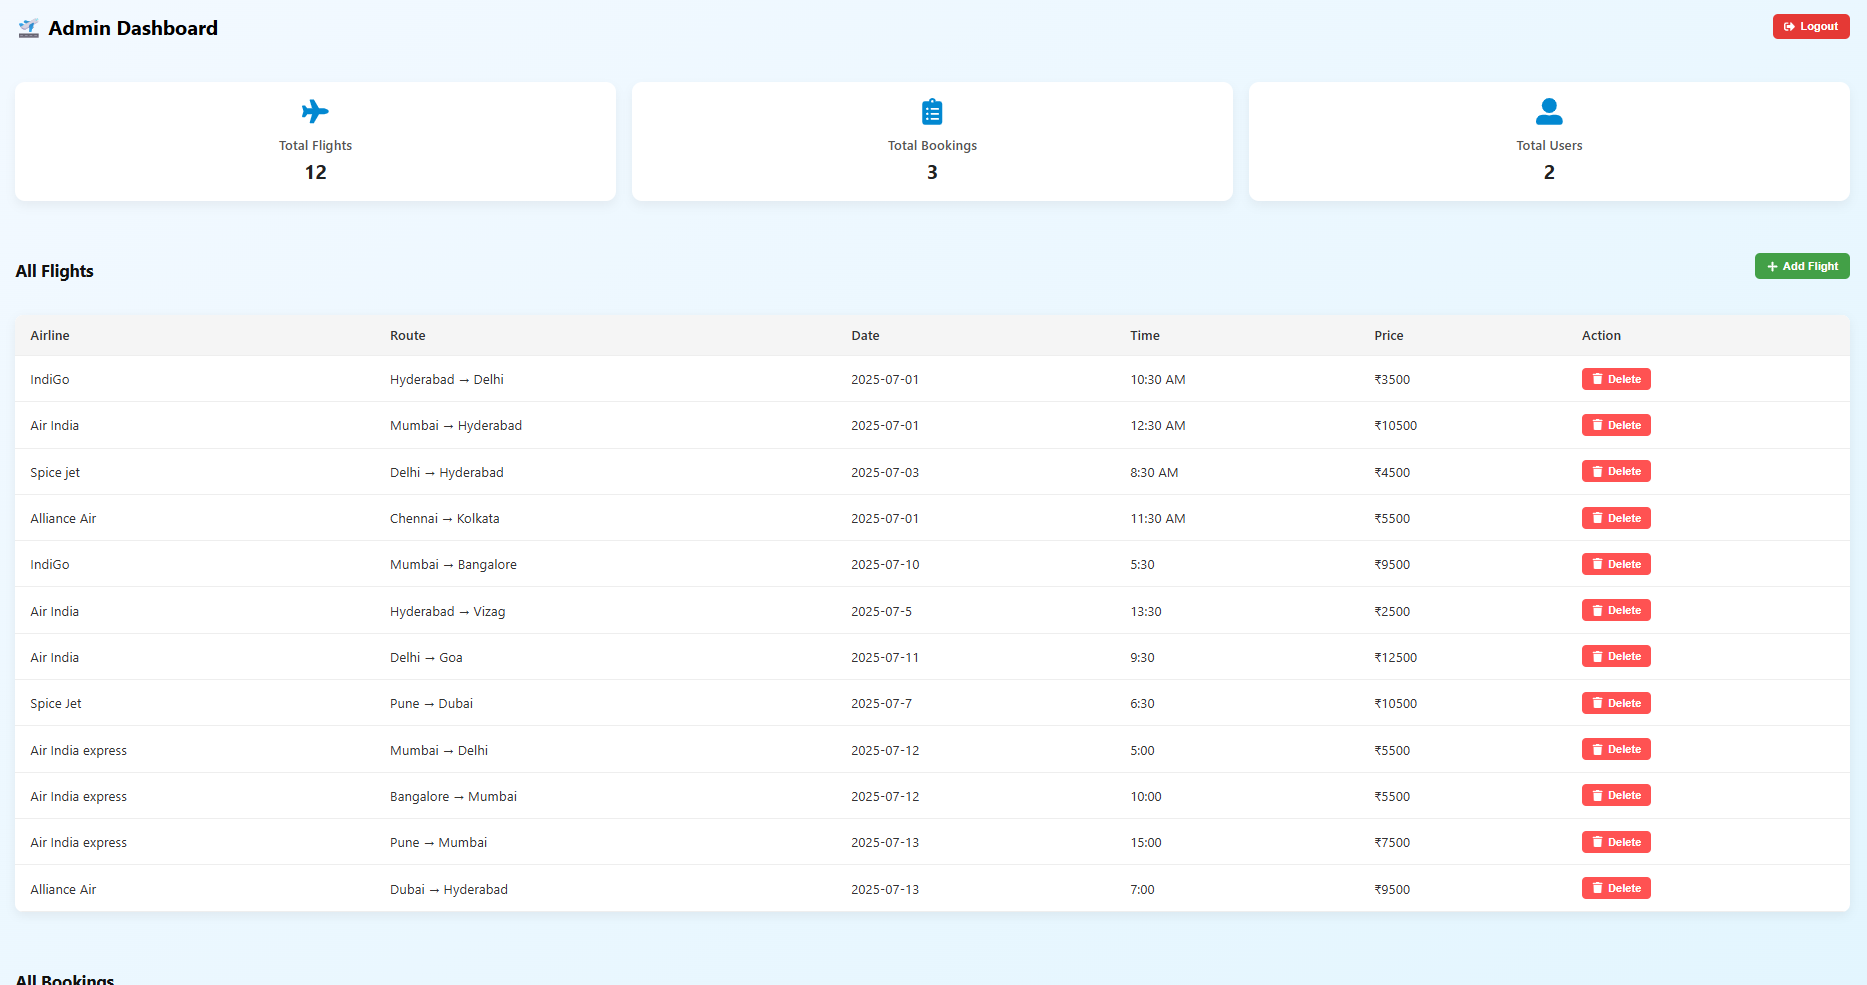 Admin Dashboard
Logout
Total Flights
12
Total Bookings
3
Total Users
2
All Flights
Add Flight
Airline Route Date Time Price Action
IndiGo Hyderabad → Delhi 2025-07-01 10:30 AM ₹3500 Delete
Air India Mumbai → Hyderabad 2025-07-01 12:30 AM ₹10500 Delete
Spice jet Delhi → Hyderabad 2025-07-03 8:30 AM ₹4500 Delete
Alliance Air Chennai → Kolkata 2025-07-01 11:30 AM ₹5500 Delete
IndiGo Mumbai → Bangalore 2025-07-10 5:30 ₹9500 Delete
Air India Hyderabad → Vizag 2025-07-5 13:30 ₹2500 Delete
Air India Delhi → Goa 2025-07-11 9:30 ₹12500 Delete
Spice Jet Pune → Dubai 2025-07-7 6:30 ₹10500 Delete
Air India express Mumbai → Delhi 2025-07-12 5:00 ₹5500 Delete
Air India express Bangalore → Mumbai 2025-07-12 10:00 ₹5500 Delete
Air India express Pune → Mumbai 2025-07-13 15:00 ₹7500 Delete
Alliance Air Dubai → Hyderabad 2025-07-13 7:00 ₹9500 Delete
All Bookings